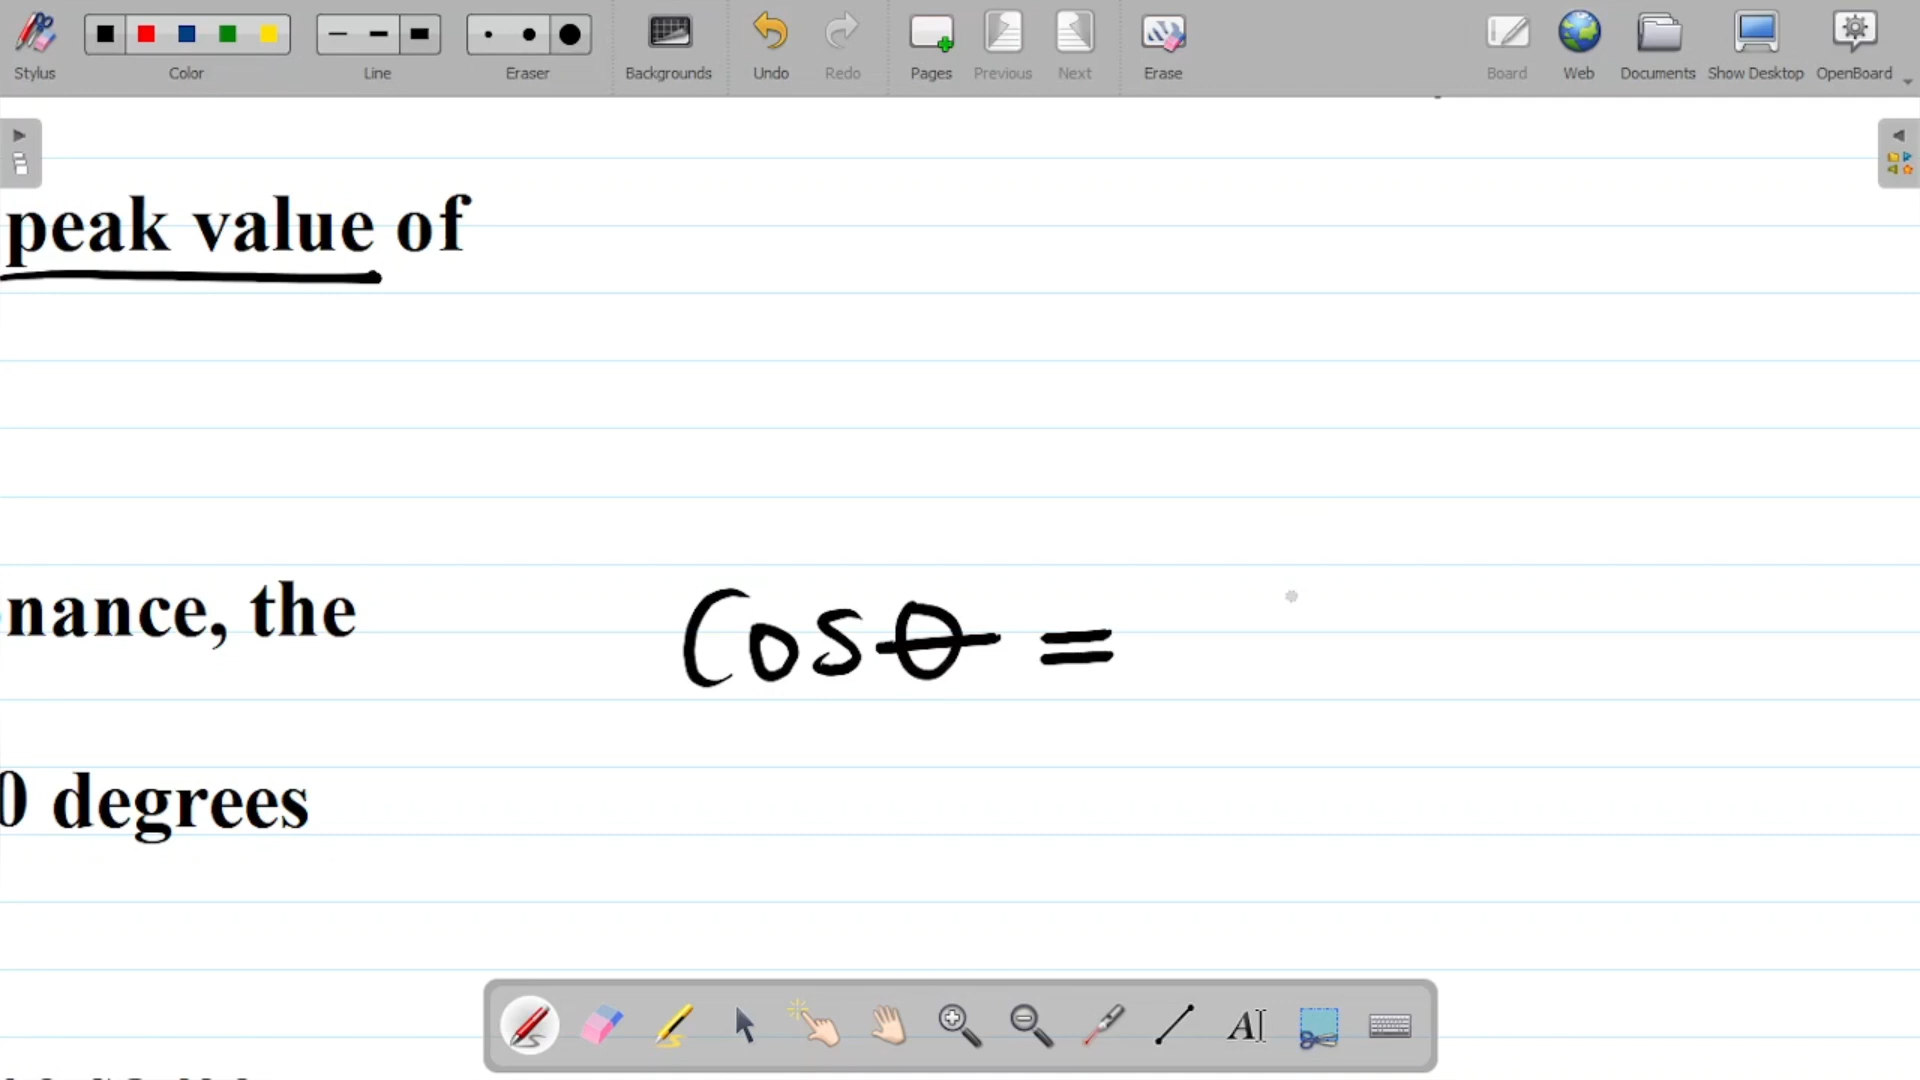 Stylus Color Line Eraser Backgrounds Undo Redo Pages Previous Next Erase Board Web Documents Show Desktop OpenBoard
peak value of
nance, the
Cosθ =
0 degrees